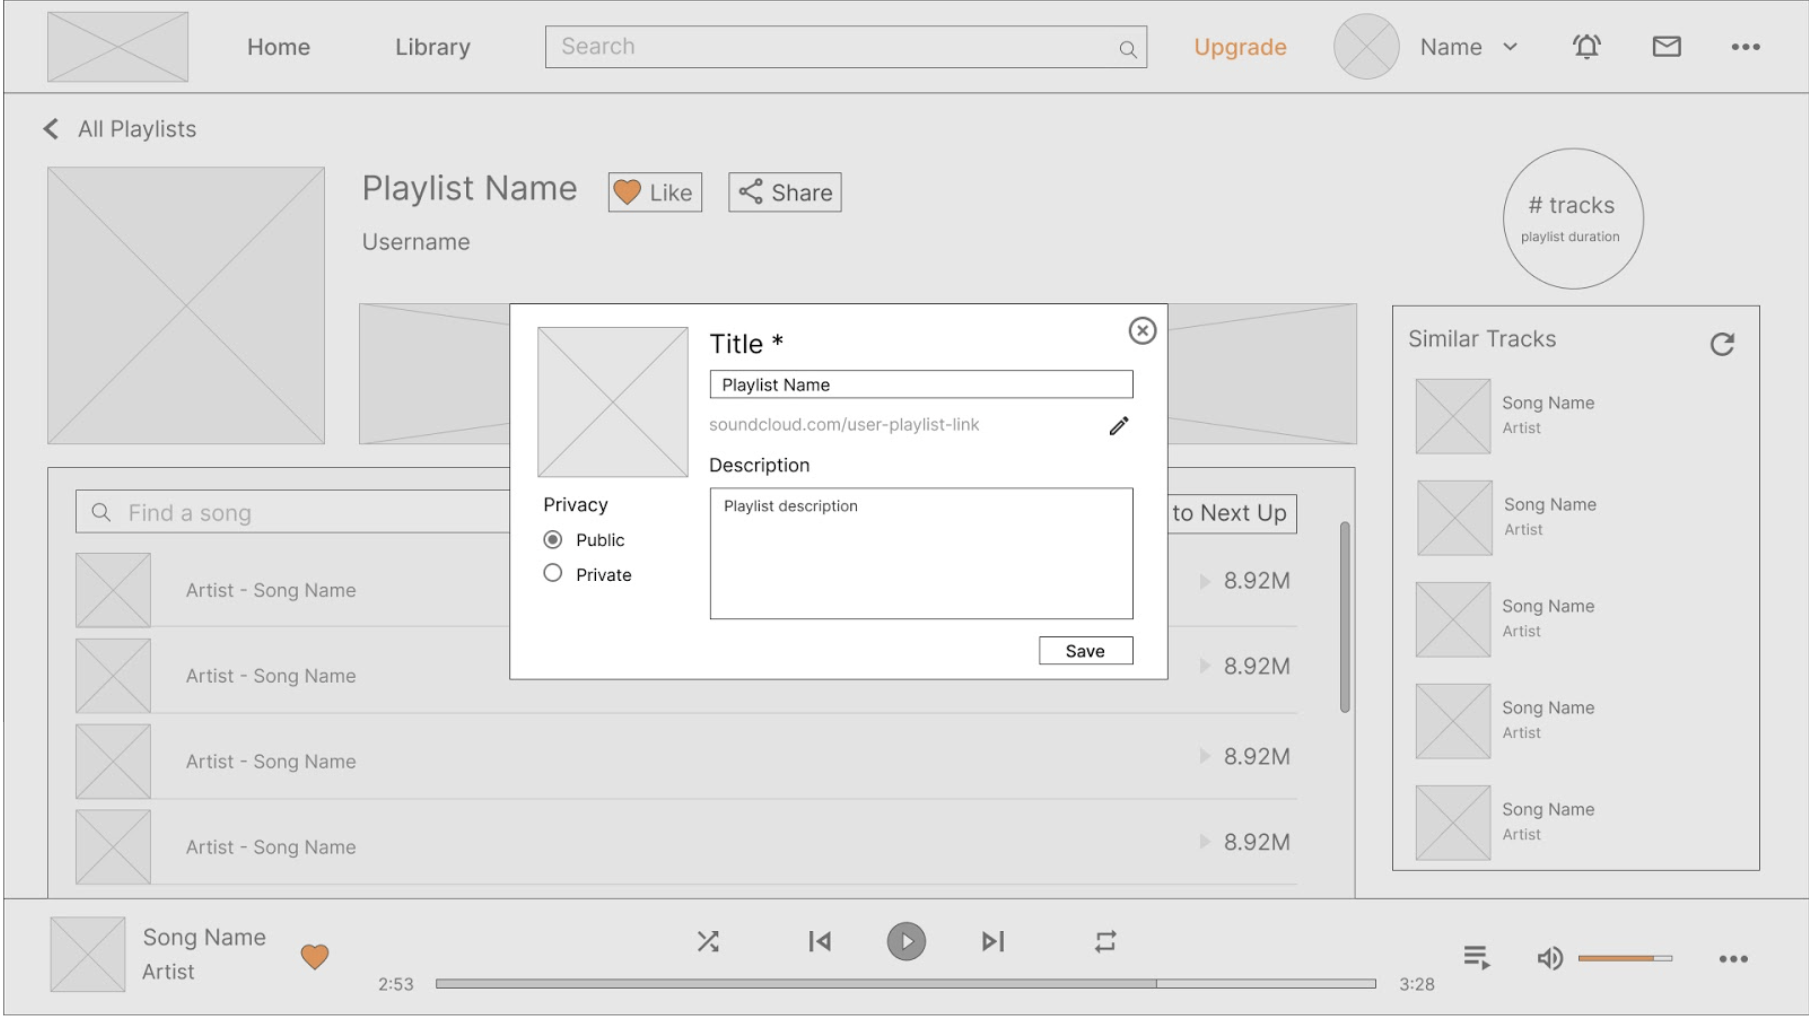 Home
Library
Search
Upgrade
Name
All Playlists
Playlist Name
Like
Share
Username
# tracks
playlist duration
Title *
Playlist Name
soundcloud.com/user-playlist-link
Description
Playlist description
Privacy
Public
Private
Save
Find a song
to Next Up
Artist - Song Name
8.92M
Artist - Song Name
8.92M
Artist - Song Name
8.92M
Artist - Song Name
8.92M
Similar Tracks
Song Name
Artist
Song Name
Artist
Song Name
Artist
Song Name
Artist
Song Name
Artist
Song Name
Artist
2:53
3:28